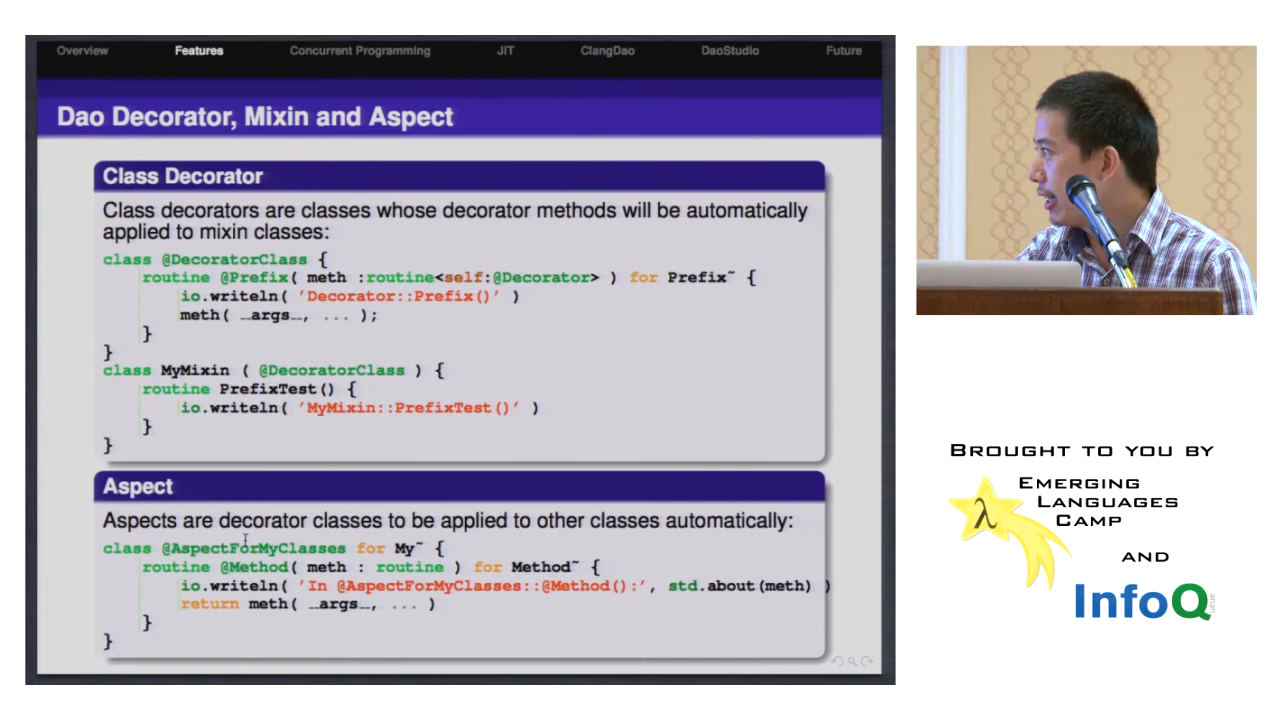 Overview Features Concurrent Programming JIT ClangDao DaoStudio Future
Dao Decorator, Mixin and Aspect
Class Decorator
Class decorators are classes whose decorator methods will be automatically
applied to mixin classes:
class @DecoratorClass {
routine @Prefix( meth :routine<self:@Decorator> ) for Prefix~ {
io.writeln( 'Decorator::Prefix()' )
meth( __args__, ... );
}
}
class MyMixin ( @DecoratorClass ) {
routine PrefixTest() {
io.writeln( 'MyMixin::PrefixTest()' )
}
}
Aspect
Aspects are decorator classes to be applied to other classes automatically:
class @AspectForMyClasses for My~ {
routine @Method( meth : routine ) for Method~ {
io.writeln( 'In @AspectForMyClasses::@Method():', std.about(meth) )
return meth( __args__, ... )
}
}
BROUGHT TO YOU BY
EMERGING
LANGUAGES
CAMP
λ
AND
InfoQ
ueue